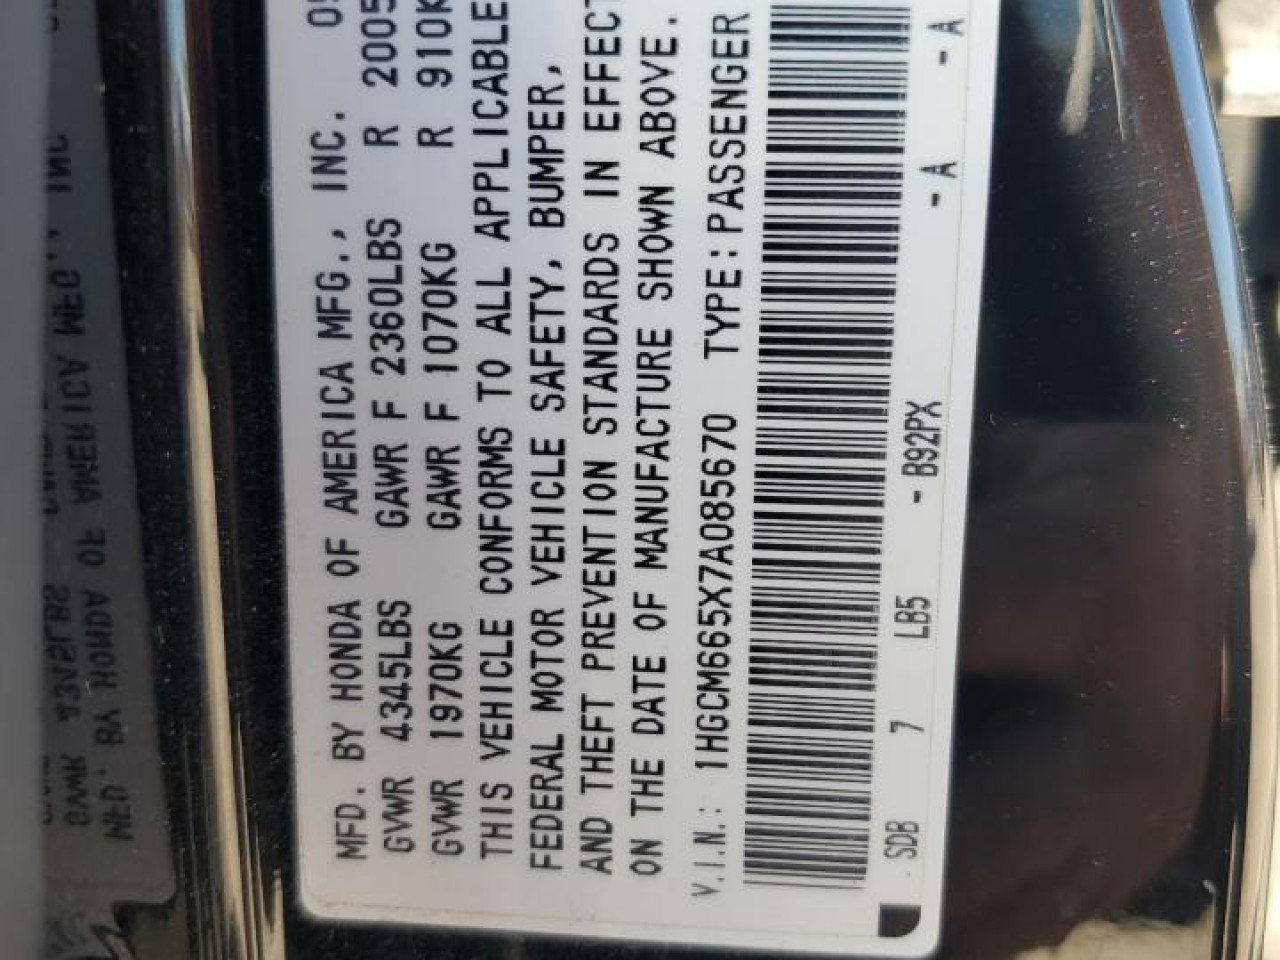 MFD. BY HONDA OF AMERICA MFG., INC. 05
GVWR 4345LBS GAWR F 2360LBS R 2005
GVWR 1970KG GAWR F 1070KG R 910K
THIS VEHICLE CONFORMS TO ALL APPLICABLE
FEDERAL MOTOR VEHICLE SAFETY, BUMPER,
AND THEFT PREVENTION STANDARDS IN EFFECT
ON THE DATE OF MANUFACTURE SHOWN ABOVE.
V.I.N.: 1HGCM665X7A085670 TYPE: PASSENGER
SDB 7 LB5 - B92PX - A - A